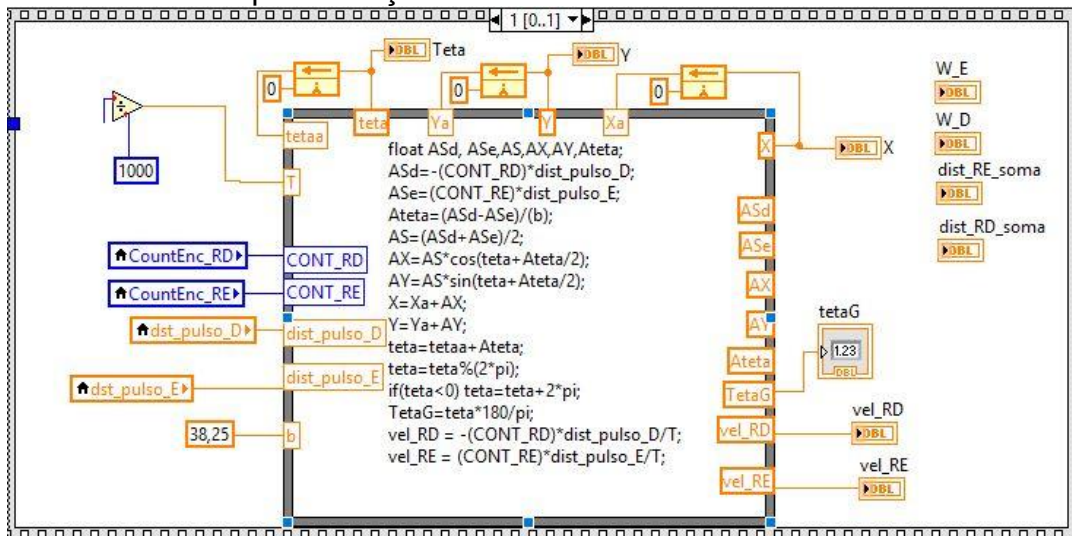 1 [0..1]
DBL Teta
DBL Y
0
0
0
W_E
DBL
teta
Ya
Y
Xa
W_D
DBL
tetaa
1000
float ASd, ASe,AS,AX,AY,Ateta;
X
DBL X
T
ASd=-(CONT_RD)*dist_pulso_D;
dist_RE_soma
DBL
ASe=(CONT_RE)*dist_pulso_E;
ASd
Ateta=(ASd-ASe)/(b);
dist_RD_soma
DBL
AS=(ASd+ASe)/2;
ASe
CountEnc_RD
CONT_RD
AX=AS*cos(teta+Ateta/2);
CountEnc_RE
CONT_RE
AY=AS*sin(teta+Ateta/2);
AX
X=Xa+AX;
tetaG
dst_pulso_D
dist_pulso_D
Y=Ya+AY;
AY
1.23
DBL
teta=tetaa+Ateta;
Ateta
dst_pulso_E
dist_pulso_E
teta=teta%(2*pi);
if(teta<0) teta=teta+2*pi;
TetaG
TetaG=teta*180/pi;
38,25
b
vel_RD = -(CONT_RD)*dist_pulso_D/T;
vel_RD
vel_RD
DBL
vel_RE = (CONT_RE)*dist_pulso_E/T;
vel_RE
vel_RE
DBL